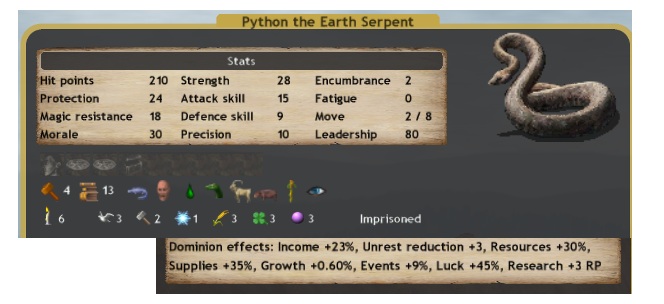 Python the Earth Serpent
Stats
Hit points 210 Strength 28 Encumbrance 2
Protection 24 Attack skill 15 Fatigue 0
Magic resistance 18 Defence skill 9 Move 2 / 8
Morale 30 Precision 10 Leadership 80
4 13
6 3 2 1 3 3 3 Imprisoned
Dominion effects: Income +23%, Unrest reduction +3, Resources +30%,
Supplies +35%, Growth +0.60%, Events +9%, Luck +45%, Research +3 RP